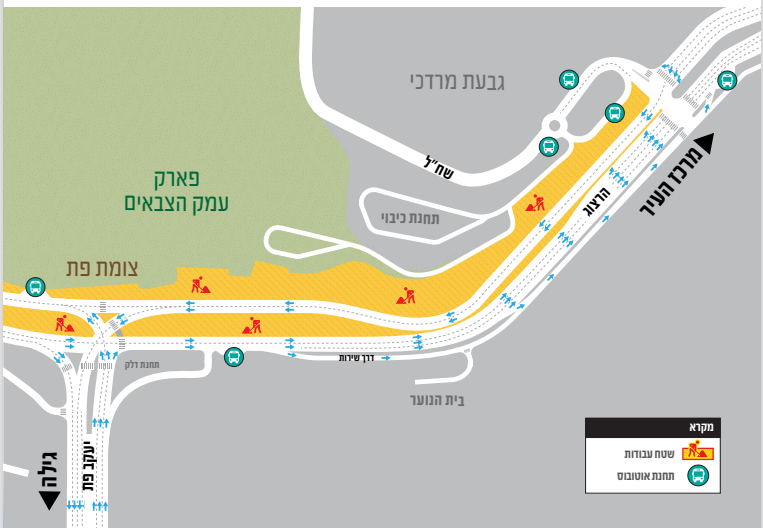 גבעת מרדכי
שח"ל
מרכז העיר
פארק
עמק הצבאים
תחנת כיבוי
הרצוג
צומת פת
דרך שירות
תחנת דלק
בית הנוער
גילה
יעקב פת
מקרא
שטח עבודות
תחנת אוטובוס